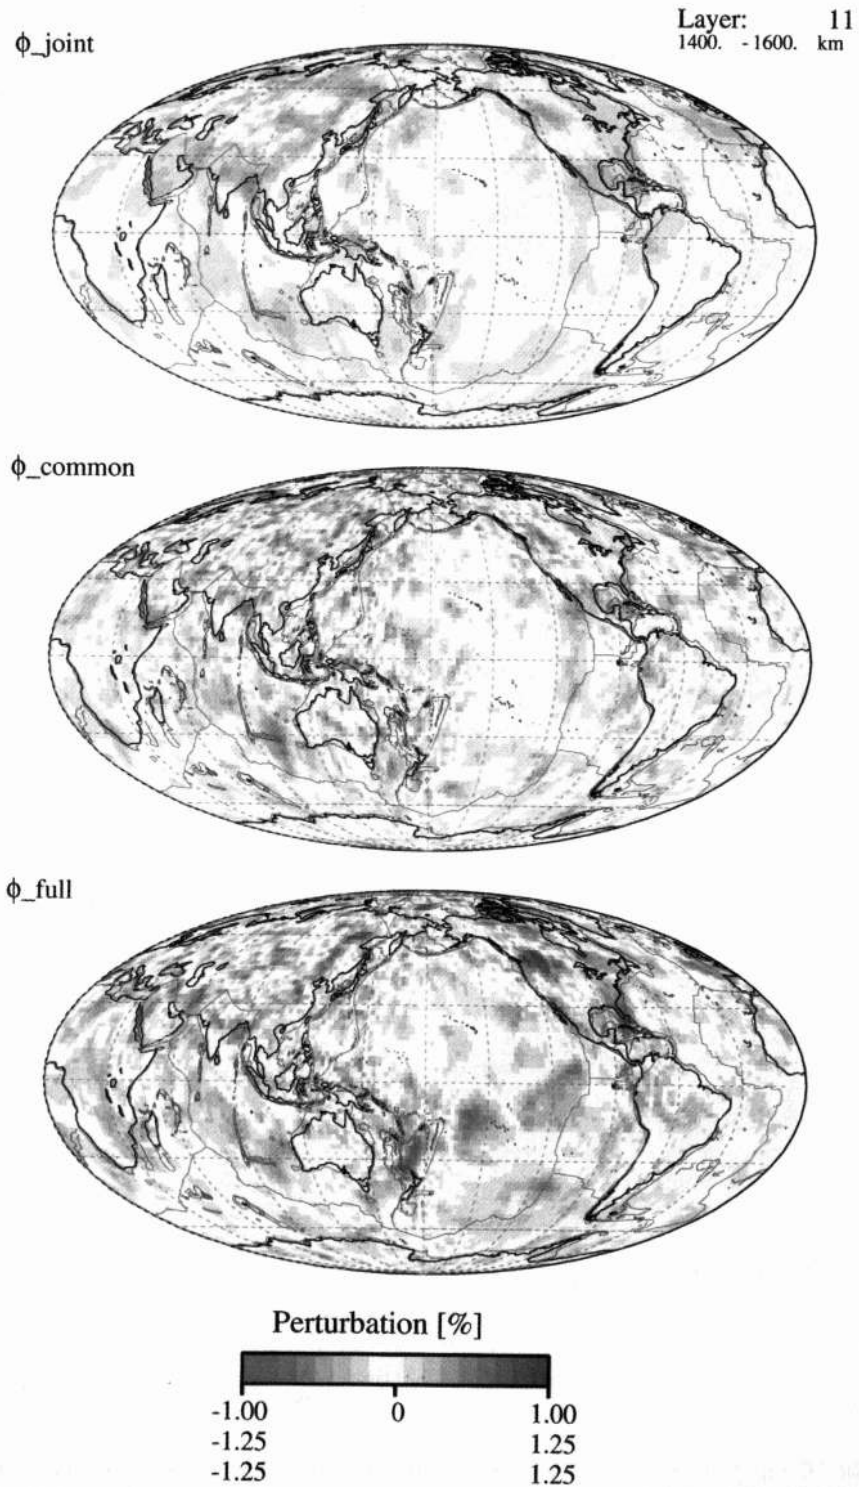 Layer: 11
1400. - 1600. km
ϕ_joint
ϕ_common
ϕ_full
Perturbation [%]
-1.00 0 1.00
-1.25 1.25
-1.25 1.25